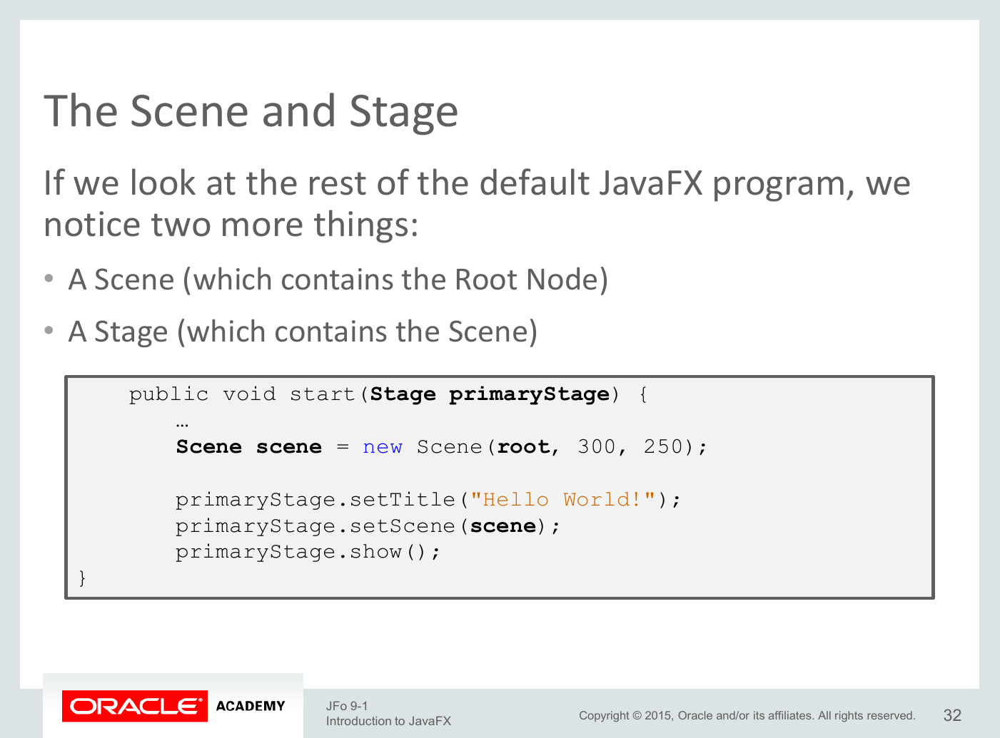 The Scene and Stage
If we look at the rest of the default JavaFX program, we
notice two more things:
• A Scene (which contains the Root Node)
• A Stage (which contains the Scene)
public void start(Stage primaryStage) {
…
Scene scene = new Scene(root, 300, 250);
primaryStage.setTitle("Hello World!");
primaryStage.setScene(scene);
primaryStage.show();
}
ORACLE® ACADEMY
JFo 9-1
Introduction to JavaFX
Copyright © 2015, Oracle and/or its affiliates. All rights reserved.
32